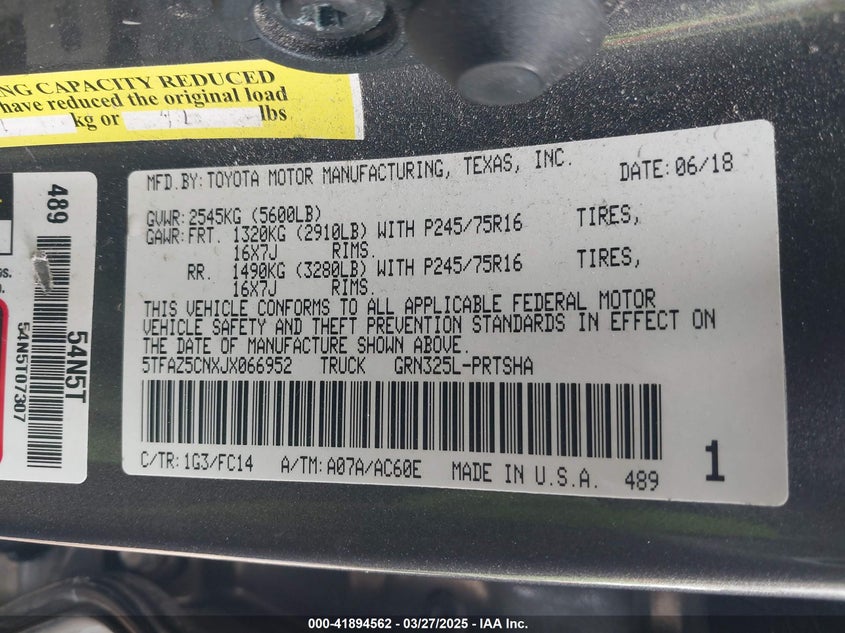 NG CAPACITY REDUCED
have reduced the original load
kg or lbs
MFD.BY: TOYOTA MOTOR MANUFACTURING, TEXAS, INC. DATE: 06/18
GVWR: 2545KG (5600LB)
GAWR: FRT. 1320KG (2910LB) WITH P245/75R16 TIRES,
16X7J RIMS.
RR. 1490KG (3280LB) WITH P245/75R16 TIRES,
16X7J RIMS.
THIS VEHICLE CONFORMS TO ALL APPLICABLE FEDERAL MOTOR
VEHICLE SAFETY AND THEFT PREVENTION STANDARDS IN EFFECT ON
THE DATE OF MANUFACTURE SHOWN ABOVE.
5TFAZ5CNXJX066952 TRUCK GRN325L-PRTSHA
C/TR: 1G3/FC14 A/TM: A07A/AC60E MADE IN U.S.A. 489 1
489
54N5T
54N5T07307
000-41894562 - 03/27/2025 - IAA Inc.